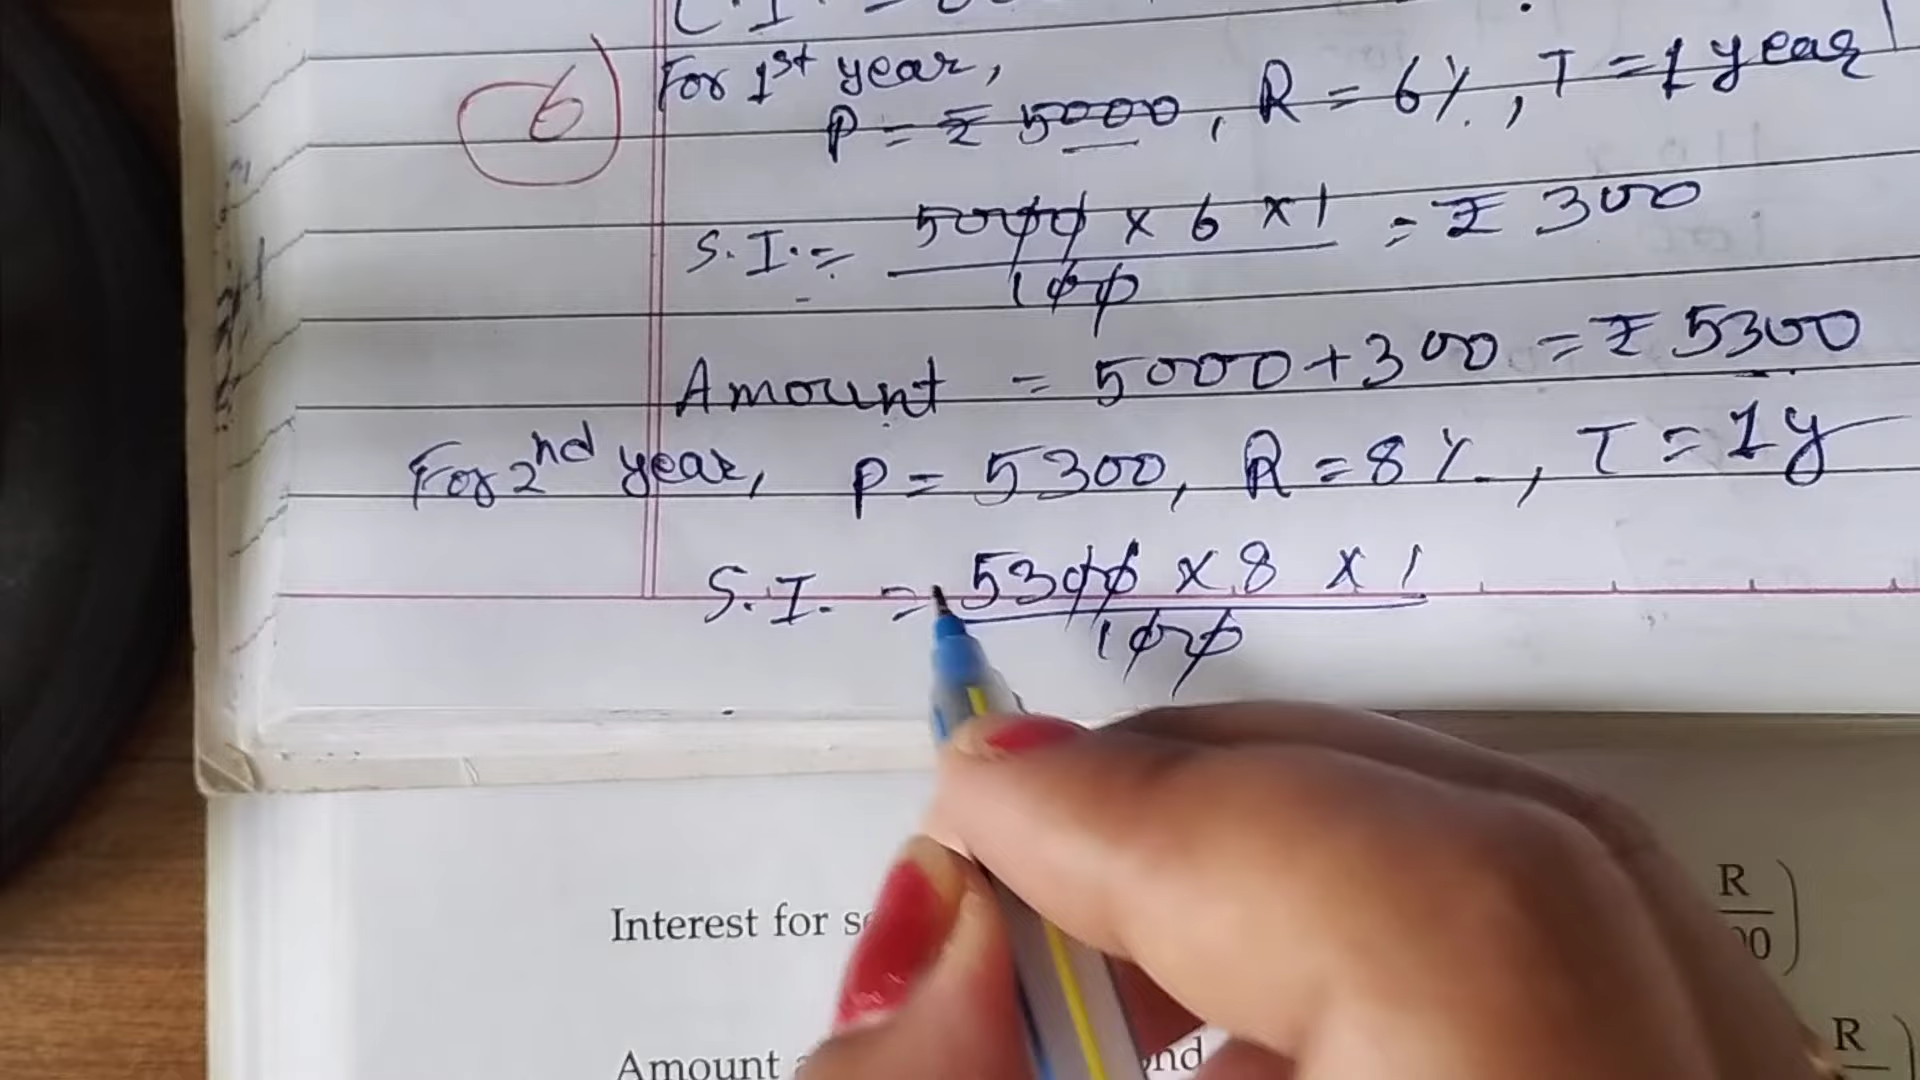 6)
For 1st year,
P = ₹ 5000, R = 6%, T = 1 year
S.I. = 5000 × 6 × 1 / 100 = ₹ 300
Amount = 5000 + 300 = ₹ 5300
For 2nd year, P = 5300, R = 8%, T = 1y
S.I. = 5300 × 8 × 1 / 100
Interest for
R
Amount
R